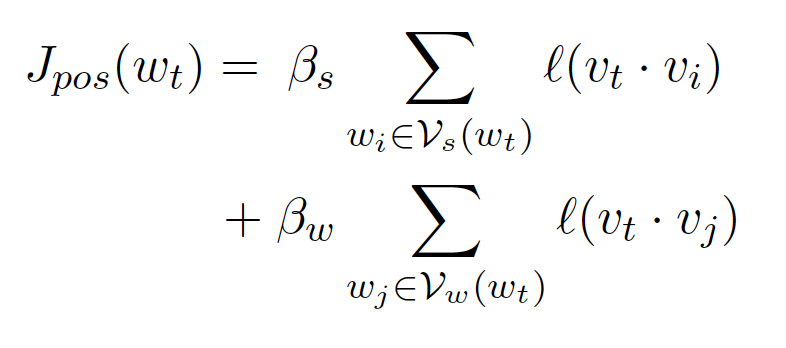 J_{pos}(w_t) = β_s ∑_{w_i∈𝒱_s(w_t)} ℓ(v_t · v_i)
+ β_w ∑_{w_j∈𝒱_w(w_t)} ℓ(v_t · v_j)